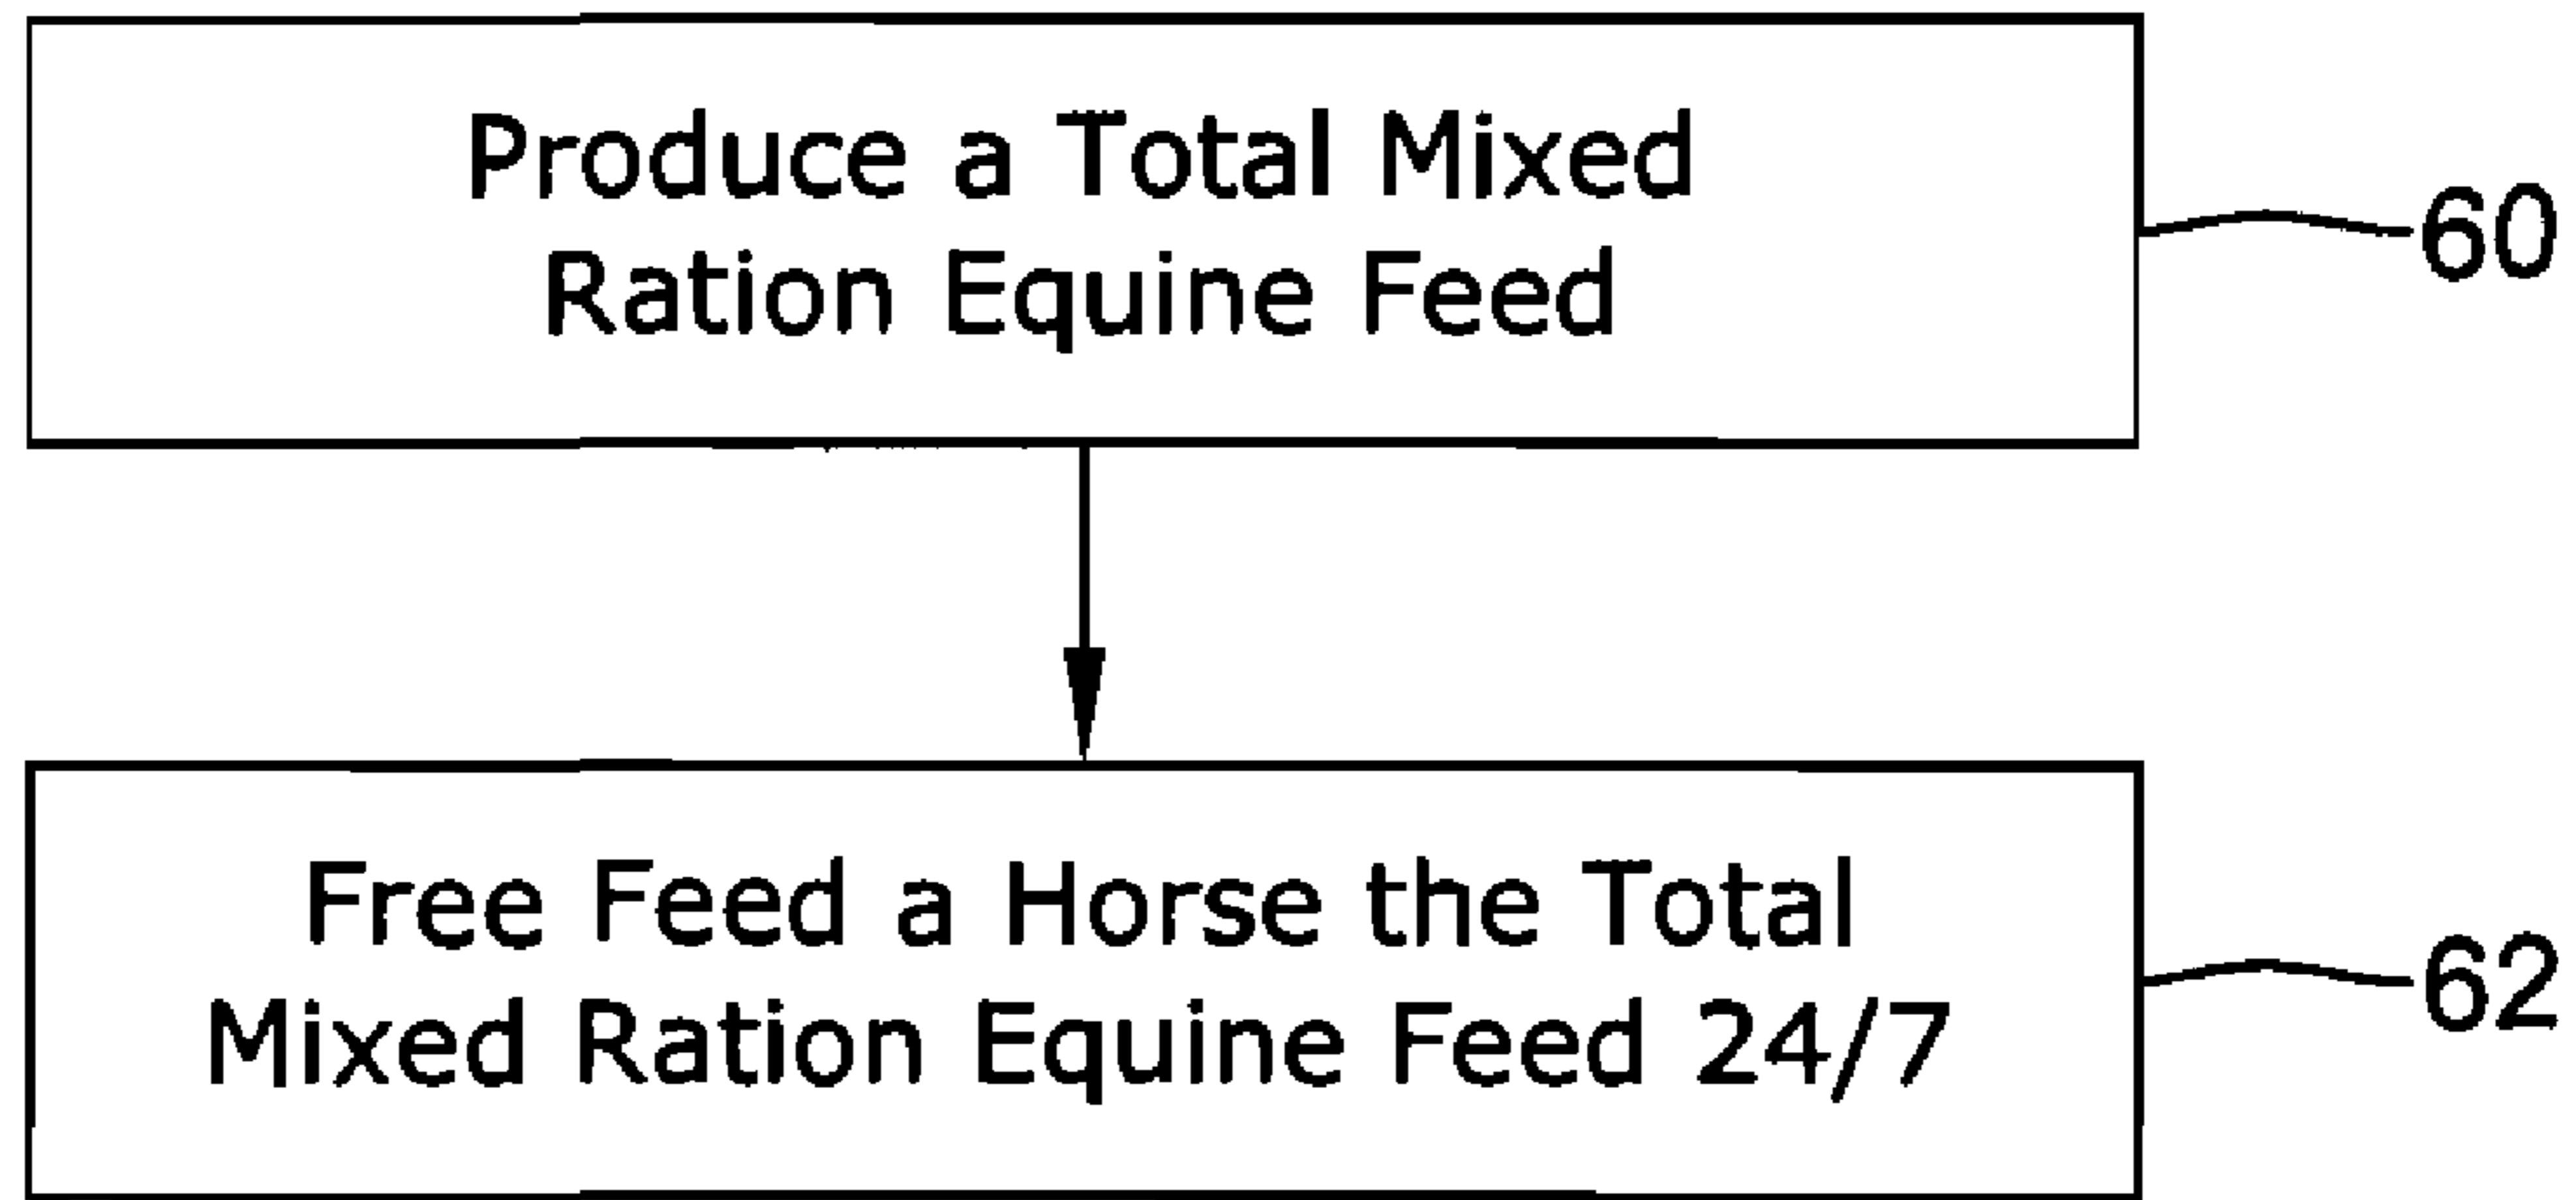 Produce a Total Mixed
Ration Equine Feed
60
Free Feed a Horse the Total
Mixed Ration Equine Feed 24/7
62